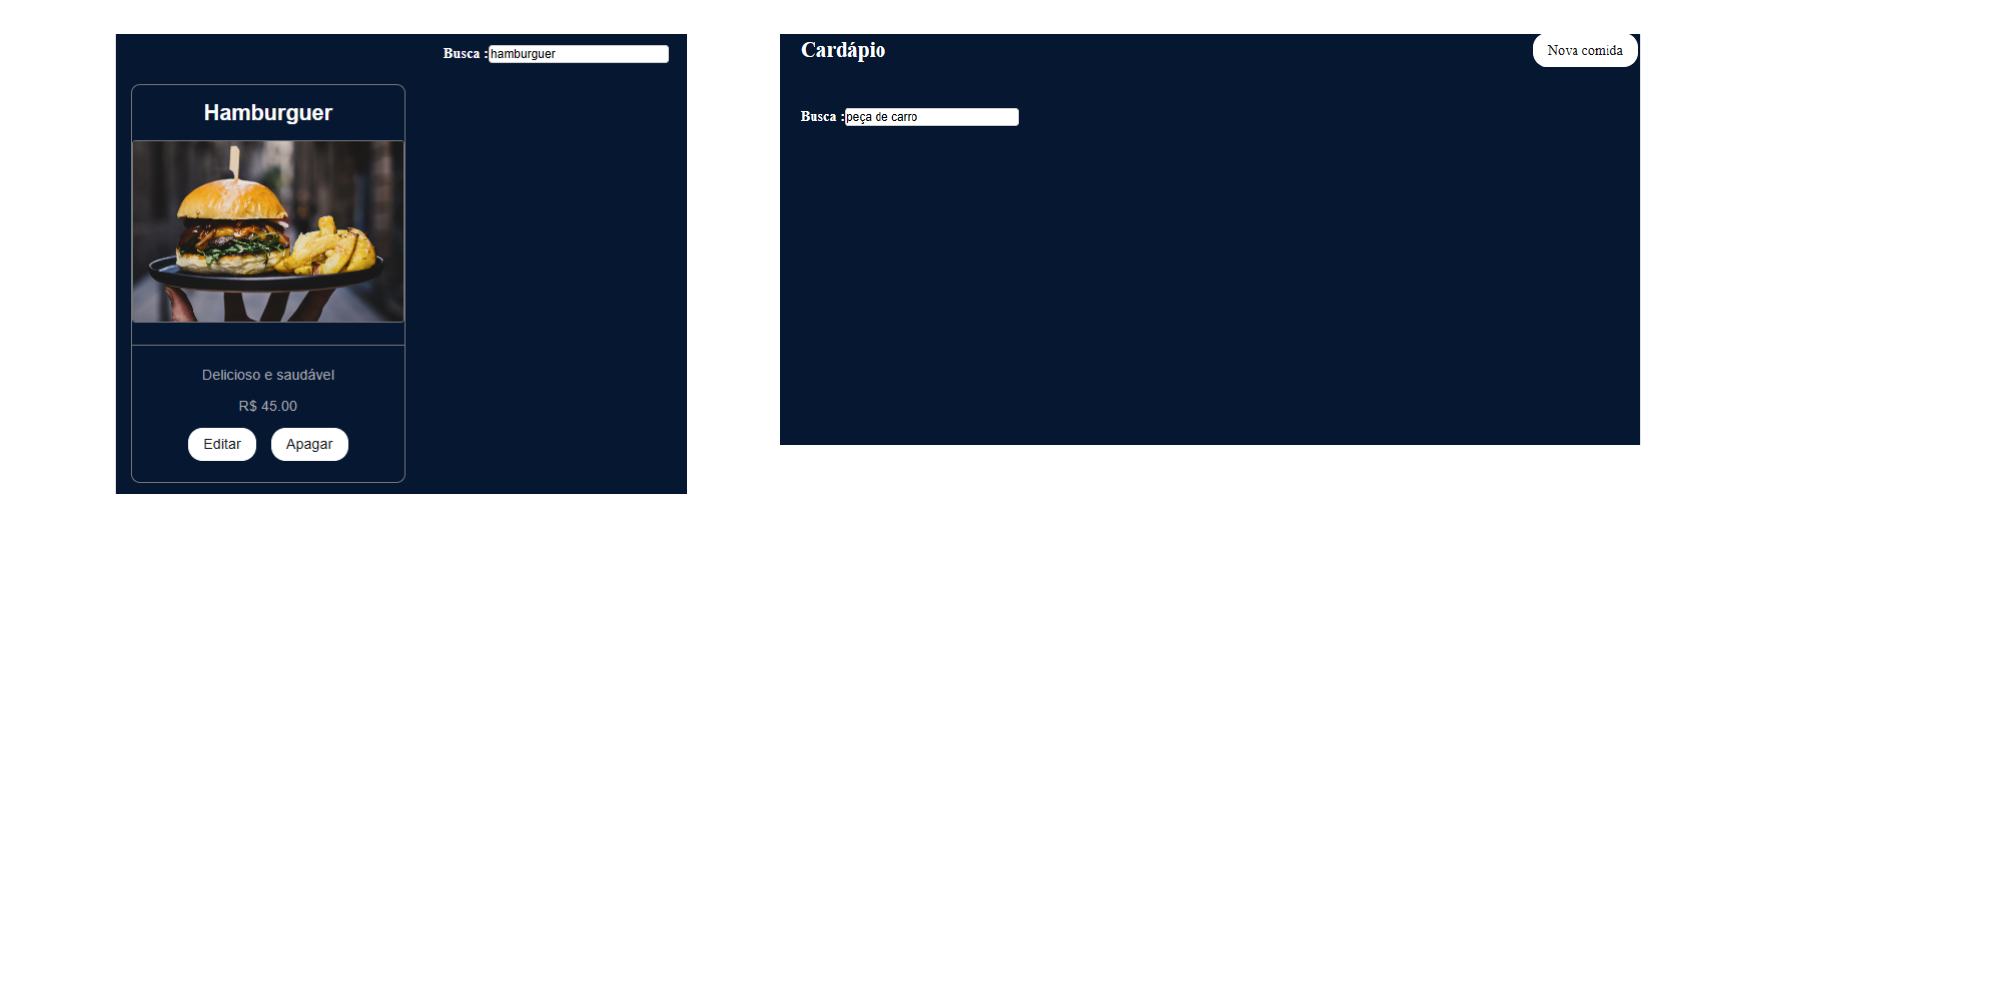 Busca :hamburguer
Hamburguer
Delicioso e saudável
R$ 45.00
Editar Apagar
Cardápio
Nova comida
Busca :peça de carro